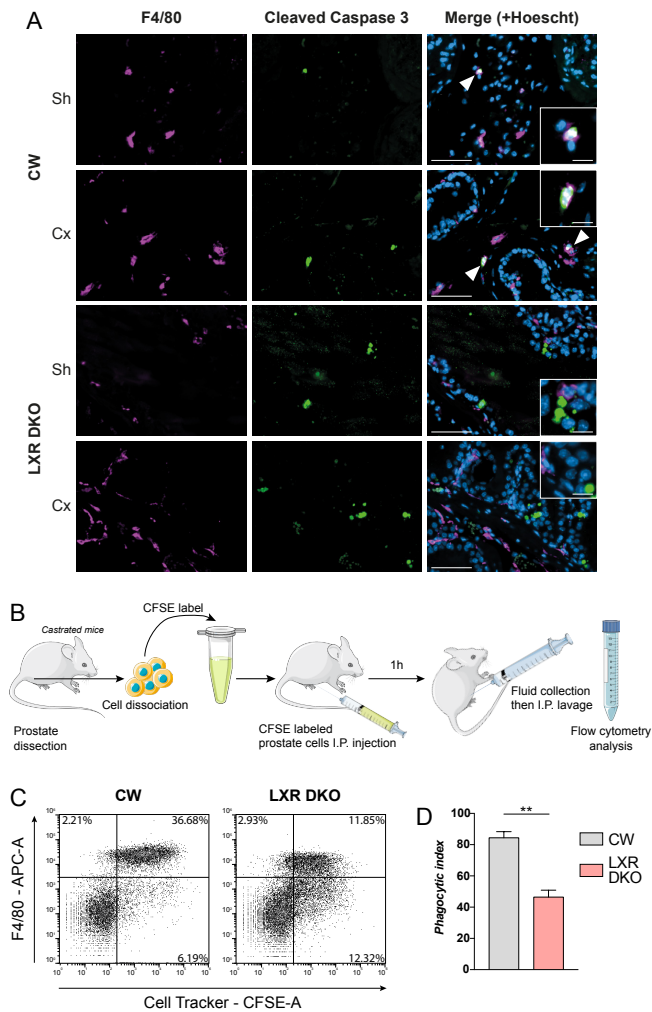 A
F4/80
Cleaved Caspase 3
Merge (+Hoescht)
CW
Sh
Cx
LXR DKO
Sh
Cx
B
Castrated mice
CFSE label
Prostate
dissection
Cell dissociation
CFSE labeled
prostate cells I.P. injection
1h
Fluid collection
then I.P. lavage
Flow cytometry
analysis
C
CW
LXR DKO
2.21%
36.68%
6.19%
2.93%
11.85%
12.32%
F4/80 - APC-A
Cell Tracker - CFSE-A
D
**
Phagocytic index
100
80
60
40
20
0
CW
LXR
DKO